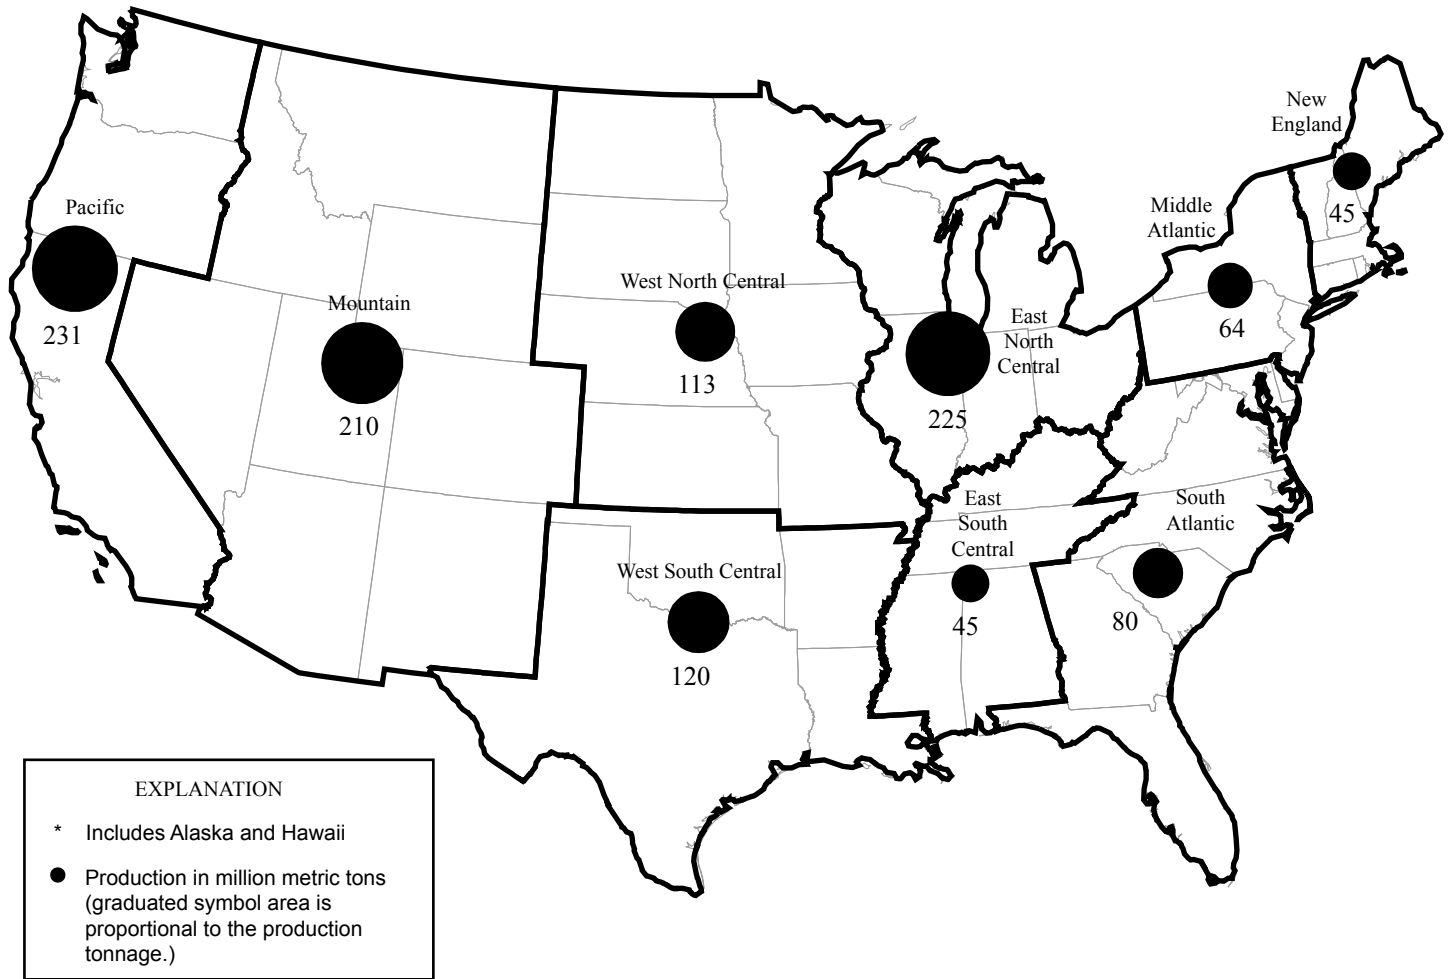 New
England
45
Middle
Atlantic
64
Pacific
231
Mountain
210
West North Central
113
East
North
Central
225
East
South
Central
45
South
Atlantic
80
West South Central
120
EXPLANATION
* Includes Alaska and Hawaii
Production in million metric tons
(graduated symbol area is
proportional to the production
tonnage.)